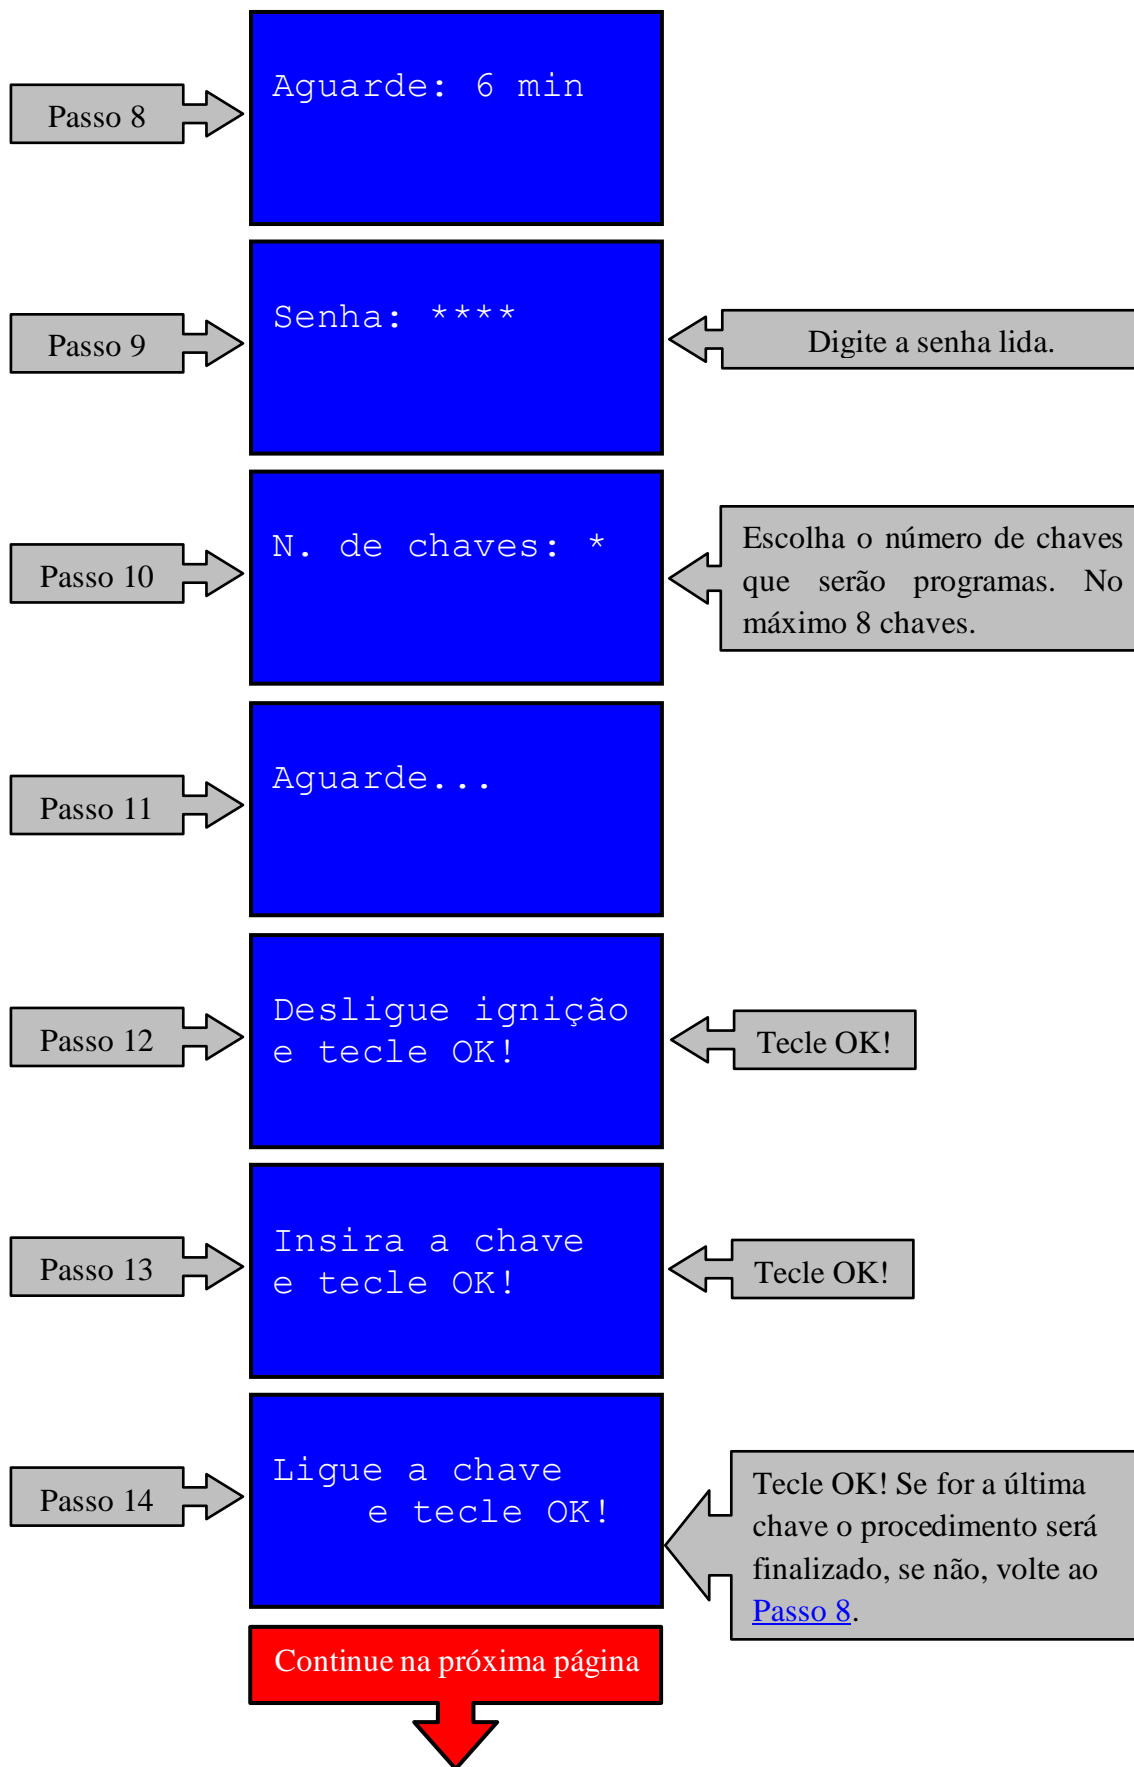 Passo 8
Aguarde: 6 min
Passo 9
Senha: ****
Digite a senha lida.
Passo 10
N. de chaves: *
Escolha o número de chaves
que serão programas. No
máximo 8 chaves.
Passo 11
Aguarde...
Passo 12
Desligue ignição
e tecle OK!
Tecle OK!
Passo 13
Insira a chave
e tecle OK!
Tecle OK!
Passo 14
Ligue a chave
e tecle OK!
Tecle OK! Se for a última
chave o procedimento será
finalizado, se não, volte ao
Passo 8.
Continue na próxima página